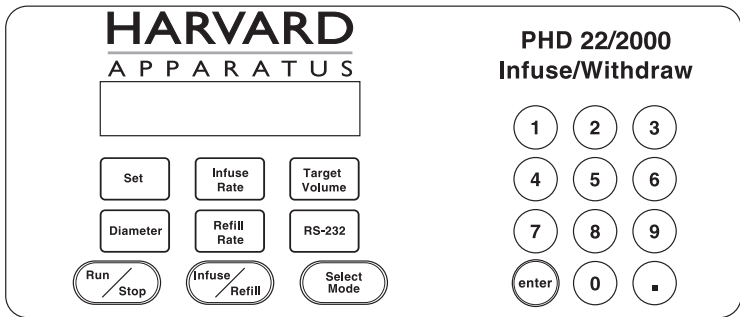 HARVARD
APPARATUS
PHD 22/2000
Infuse/Withdraw
Set
Infuse
Rate
Target
Volume
Diameter
Refill
Rate
RS-232
Run
Stop
Infuse
Refill
Select
Mode
1 2 3
4 5 6
7 8 9
enter 0 .